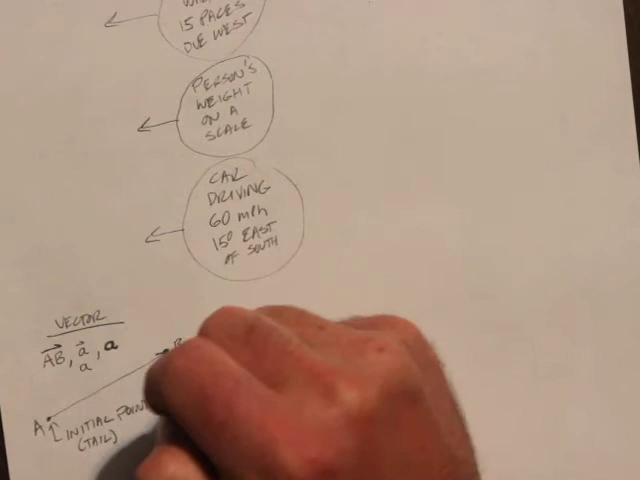 15 PACES
DUE WEST
PERSON'S
WEIGHT
ON A
SCALE
CAR
DRIVING
60 mph
15° EAST
OF SOUTH
VECTOR
AB, a, a
a
B
A
INITIAL POINT
(TAIL)